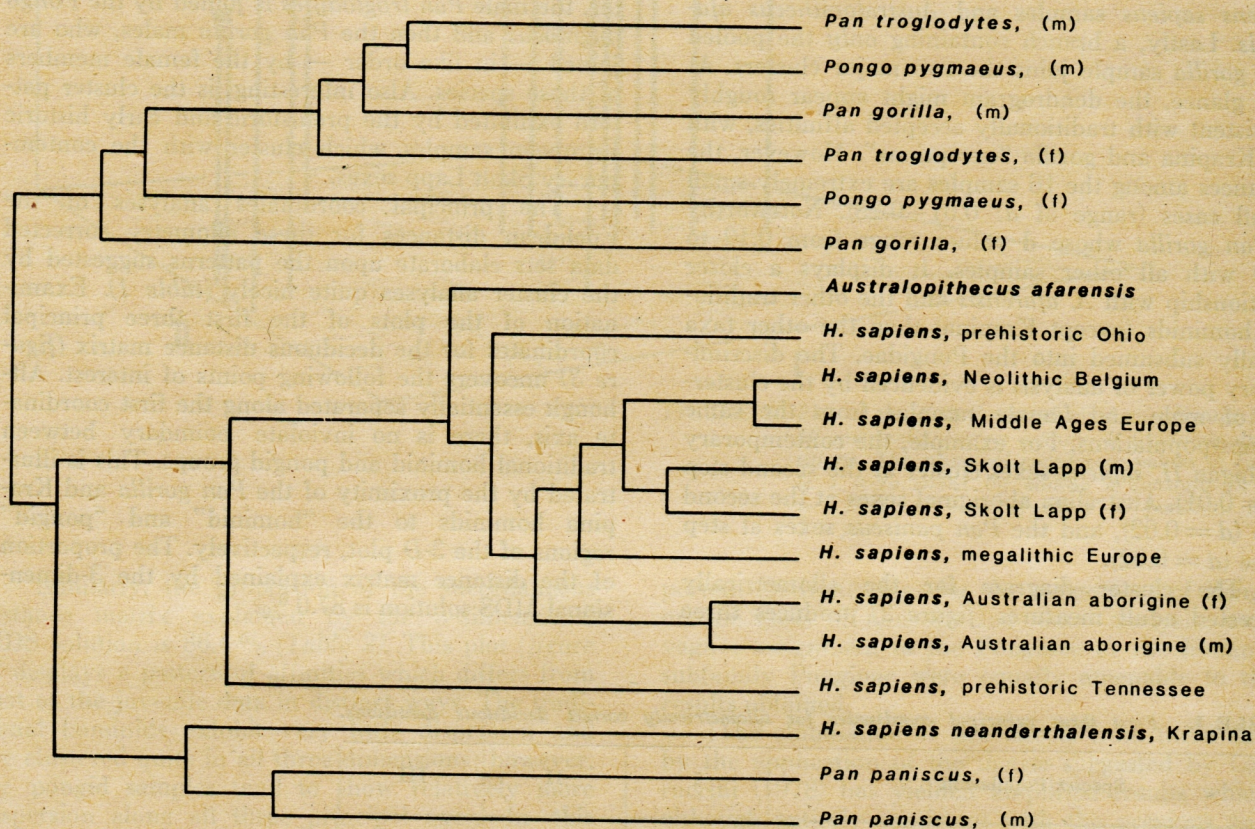 Pan troglodytes, (m)
Pongo pygmaeus, (m)
Pan gorilla, (m)
Pan troglodytes, (f)
Pongo pygmaeus, (f)
Pan gorilla, (f)
Australopithecus afarensis
H. sapiens, prehistoric Ohio
H. sapiens, Neolithic Belgium
H. sapiens, Middle Ages Europe
H. sapiens, Skolt Lapp (m)
H. sapiens, Skolt Lapp (f)
H. sapiens, megalithic Europe
H. sapiens, Australian aborigine (f)
H. sapiens, Australian aborigine (m)
H. sapiens, prehistoric Tennessee
H. sapiens neanderthalensis, Krapina
Pan paniscus, (f)
Pan paniscus, (m)